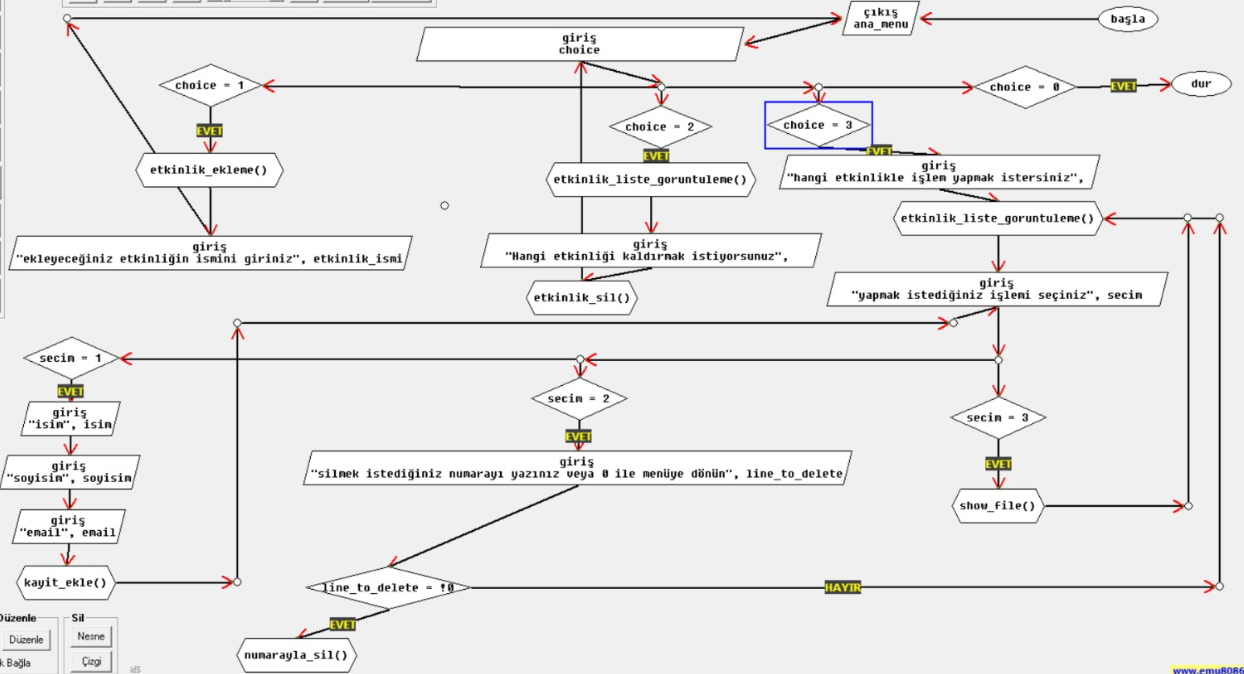 çıkış
ana_menu
başla
giriş
choice
choice = 1
choice = 0
EVET
dur
choice = 2
choice = 3
EVET
EVET
EVET
etkinlik_ekleme()
etkinlik_liste_goruntuleme()
giriş
"hangi etkinlikle işlem yapmak istersiniz",
etkinlik_liste_goruntuleme()
giriş
"ekleyeceğiniz etkinliğin ismini giriniz", etkinlik_ismi
giriş
"Hangi etkinliği kaldırmak istiyorsunuz",
etkinlik_sil()
giriş
"yapmak istediğiniz işlemi seçiniz", secim
secim = 1
EVET
secim = 2
EVET
secim = 3
EVET
giriş
"isim", isim
giriş
"soyisim", soyisim
giriş
"email", email
kayit_ekle()
giriş
"silmek istediğiniz numarayı yazınız veya 0 ile menüye dönün", line_to_delete
show_file()
line_to_delete = !0
HAYIR
EVET
numarayla_sil()
Düzenle
Düzenle
k Bağla
Sil
Nesne
Çizgi
id5
www.emu8086